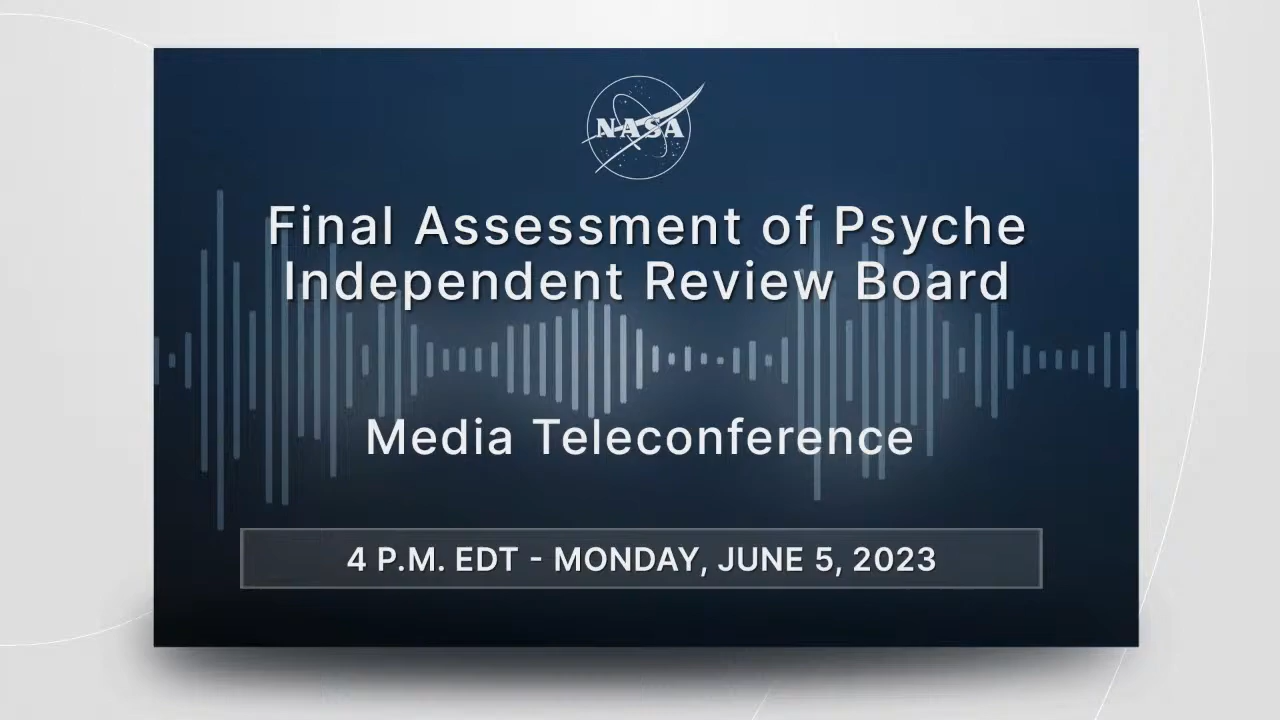 NASA
Final Assessment of Psyche
Independent Review Board
Media Teleconference
4 P.M. EDT - MONDAY, JUNE 5, 2023